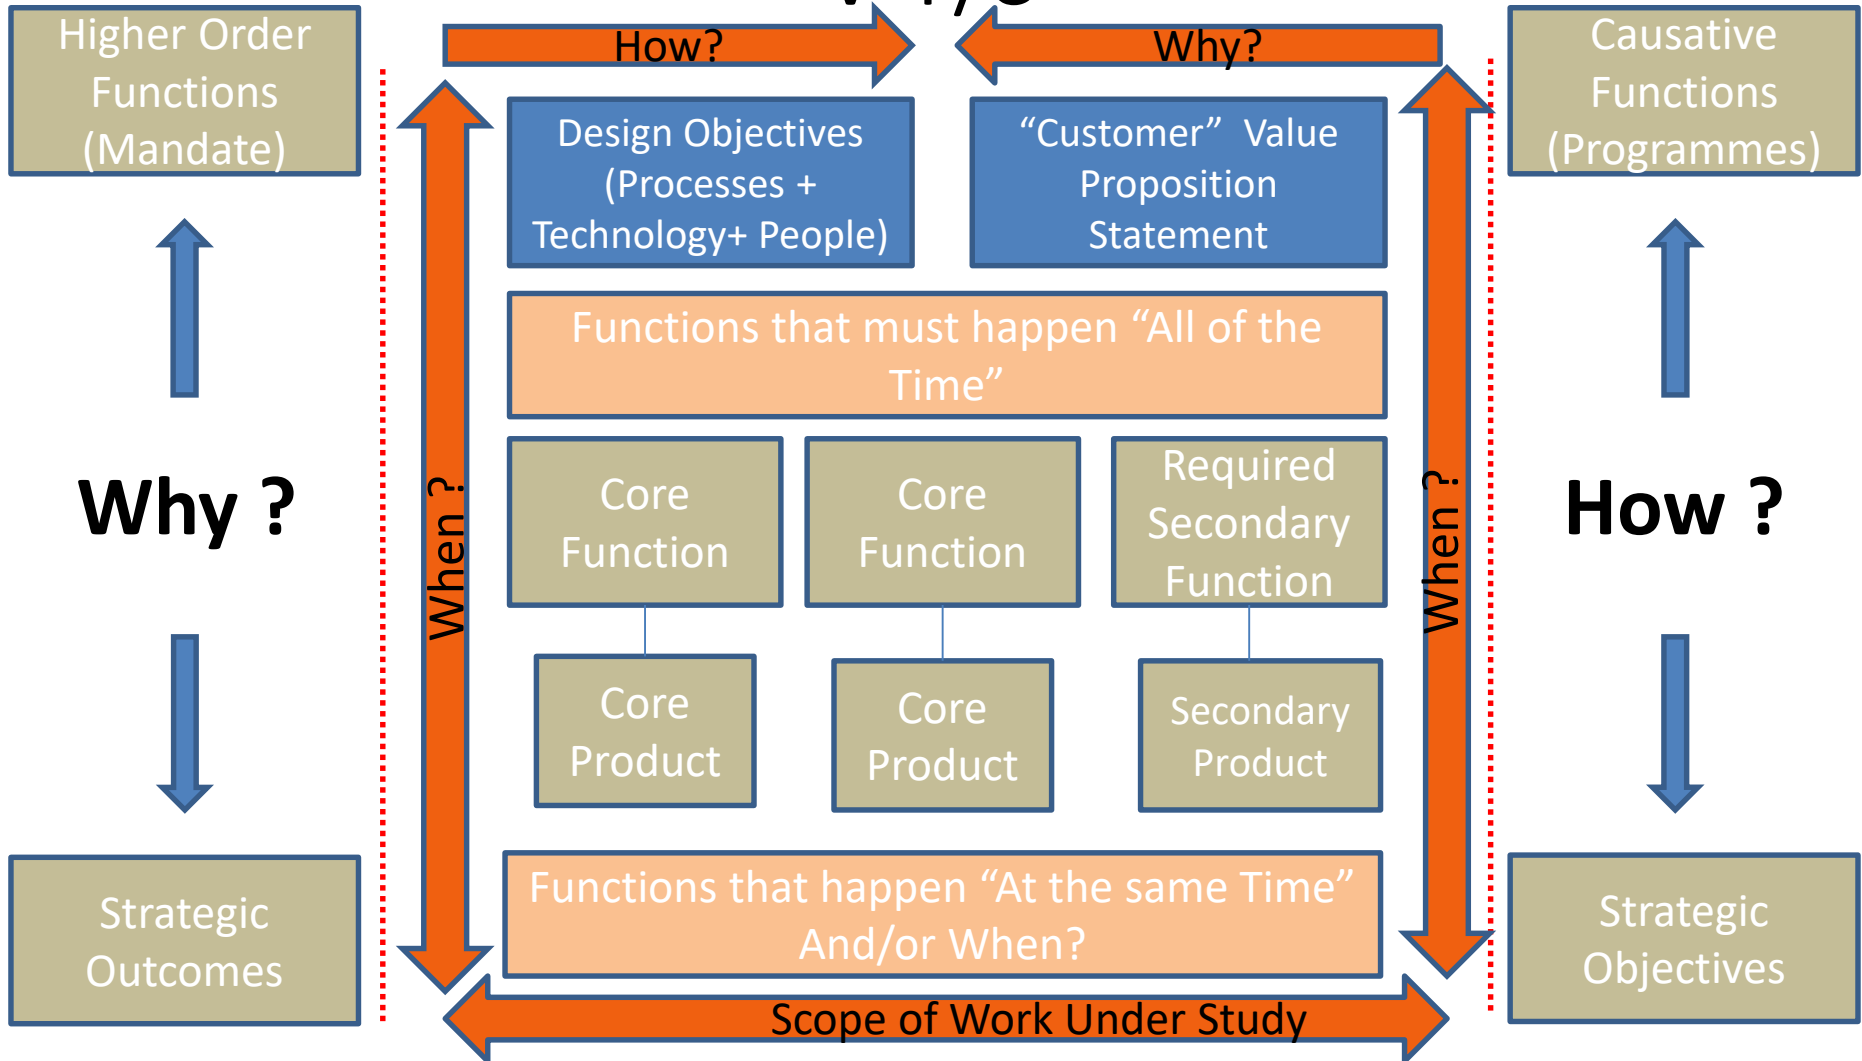 Higher Order
Functions
(Mandate)
How?
Why?
Causative
Functions
(Programmes)
Design Objectives
(Processes +
Technology+ People)
“Customer” Value
Proposition
Statement
Functions that must happen “All of the
Time”
Why ?
When ?
Core
Function
Core
Function
Required
Secondary
Function
When ?
How ?
Core
Product
Core
Product
Secondary
Product
Strategic
Outcomes
Functions that happen “At the same Time”
And/or When?
Strategic
Objectives
Scope of Work Under Study